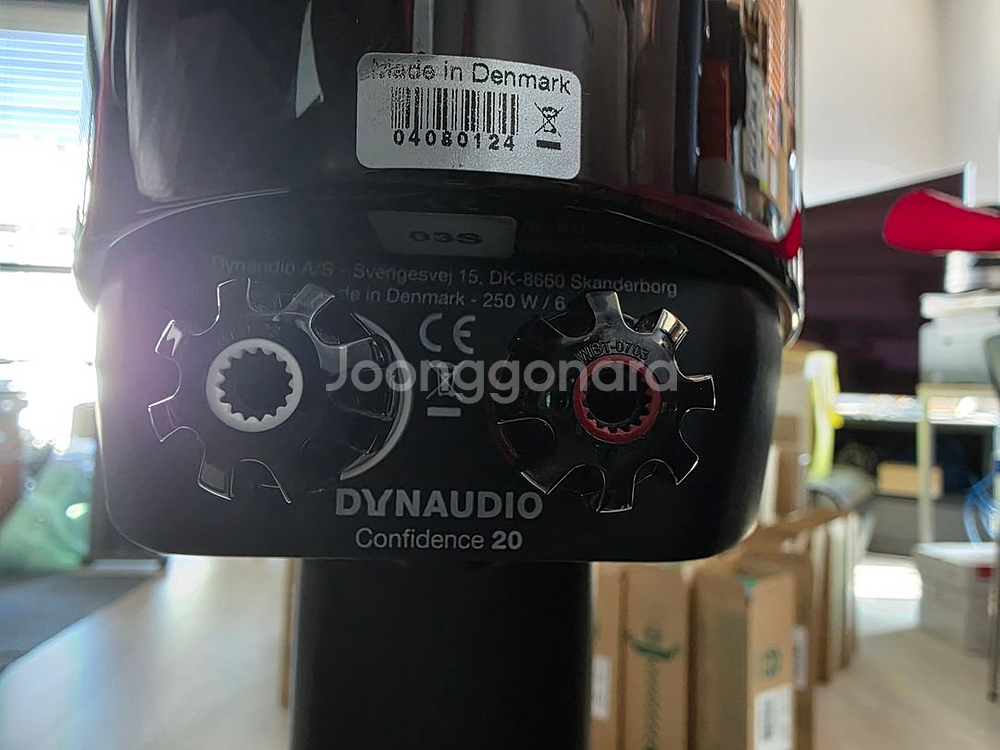 Made in Denmark
04080124
03S
Dynaudio A/S - Sverigesvej 15, DK-8660 Skanderborg
in Denmark - 250 W / 6
CE
WBT-0703
Joonggonara
DYNAUDIO
Confidence 20